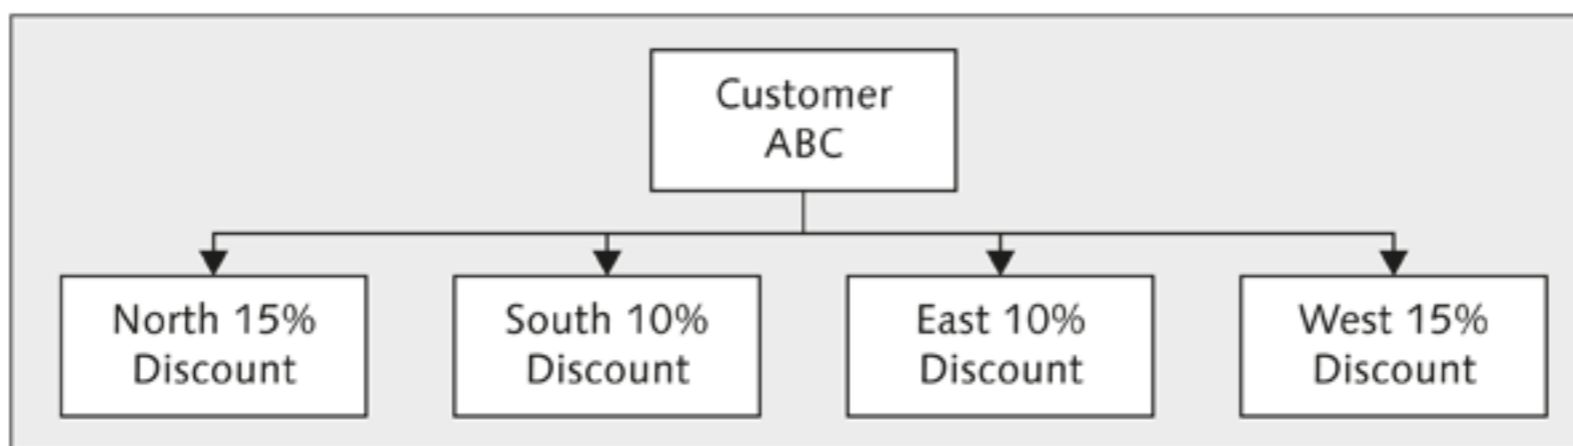 Customer
ABC
North 15%
Discount
South 10%
Discount
East 10%
Discount
West 15%
Discount